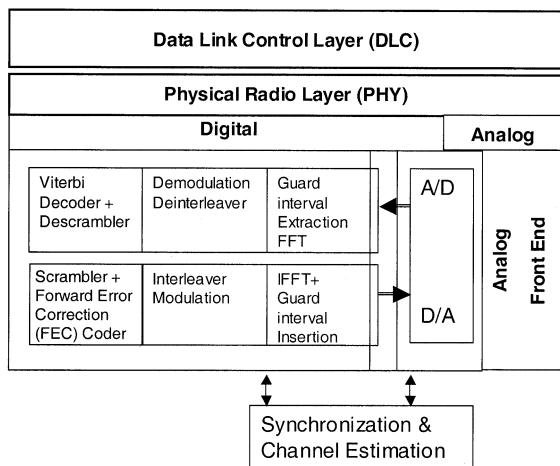 Data Link Control Layer (DLC)
Physical Radio Layer (PHY)
Digital
Analog
Viterbi
Decoder +
Descrambler
Demodulation
Deinterleaver
Guard
interval
Extraction
FFT
A/D
Scrambler +
Forward Error
Correction
(FEC) Coder
Interleaver
Modulation
IFFT+
Guard
interval
Insertion
D/A
Analog
Front End
Synchronization &
Channel Estimation